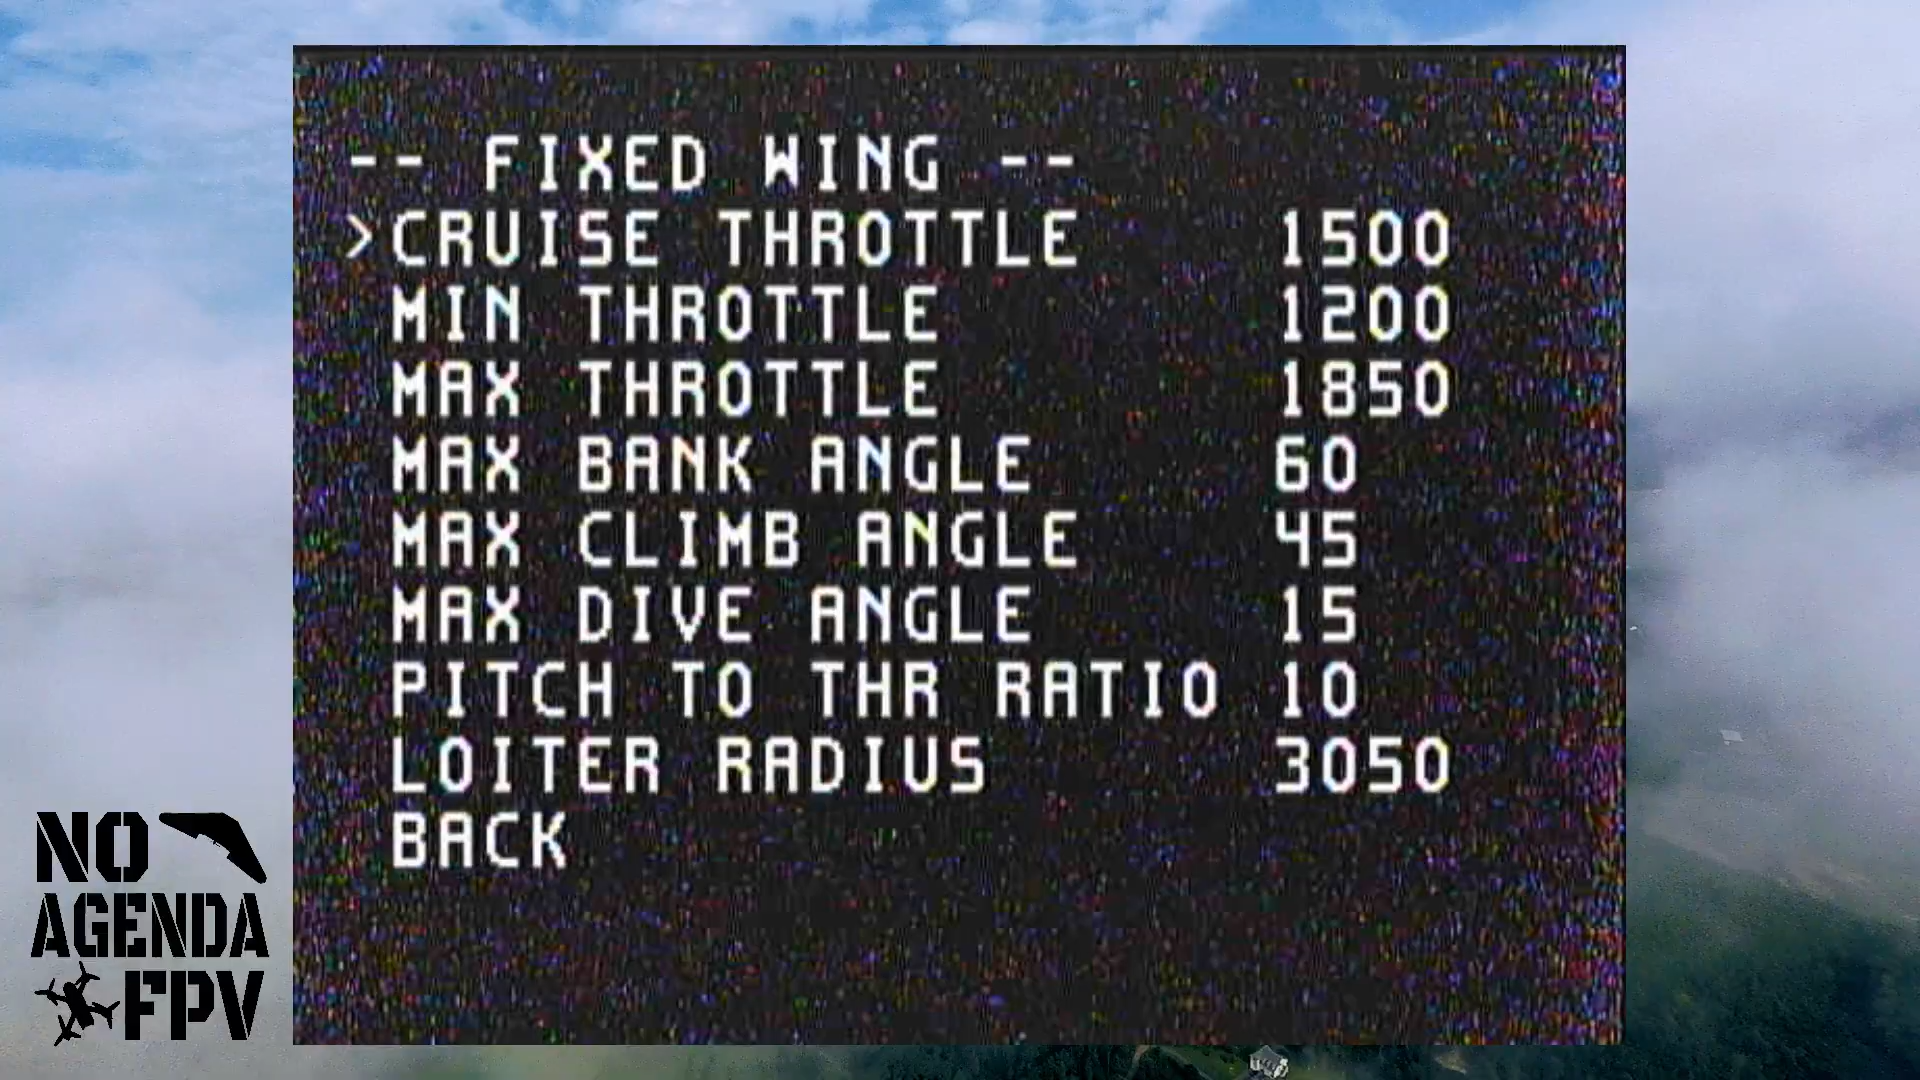 -- FIXED WING --
>CRUISE THROTTLE 1500
MIN THROTTLE 1200
MAX THROTTLE 1850
MAX BANK ANGLE 60
MAX CLIMB ANGLE 45
MAX DIVE ANGLE 15
PITCH TO THR RATIO 10
LOITER RADIUS 3050
BACK
NO
AGENDA
FPV